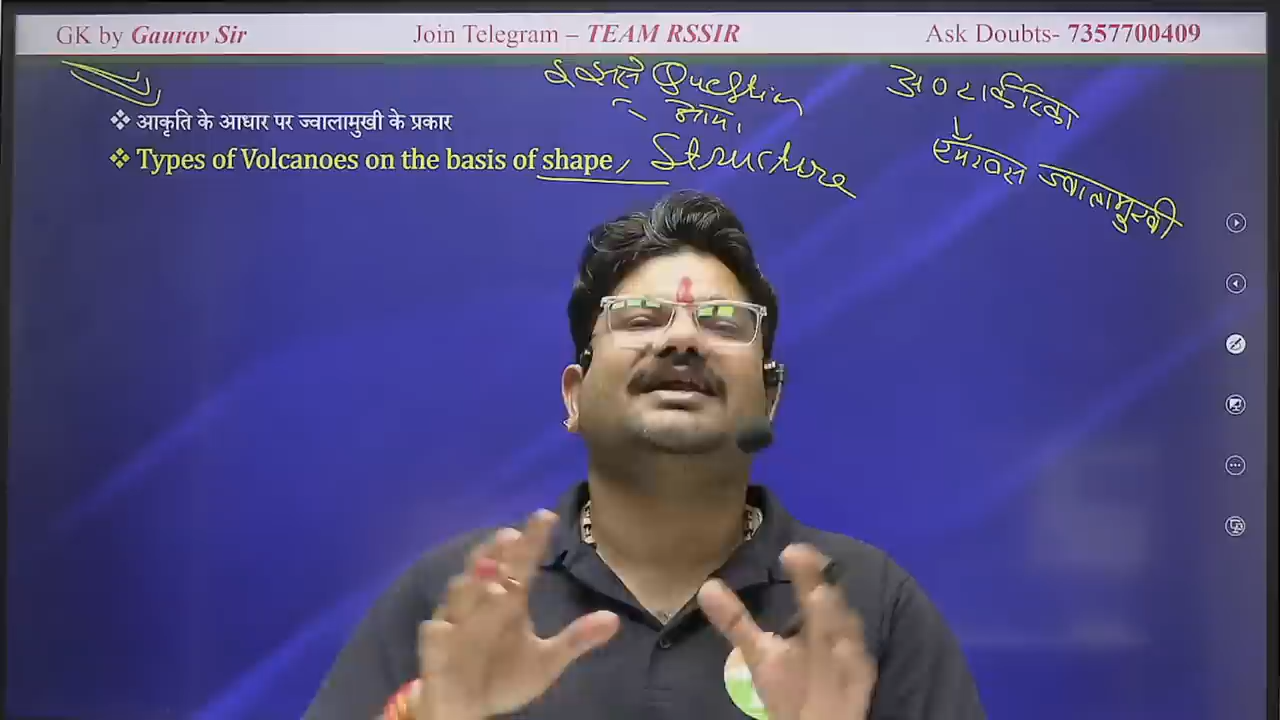 GK by Gaurav Sir
Join Telegram – TEAM RSSIR
Ask Doubts- 7357700409
Question
❖ आकृति के आधार पर ज्वालामुखी के प्रकार
❖ Types of Volcanoes on the basis of shape, Structure
ज्वालामुखी